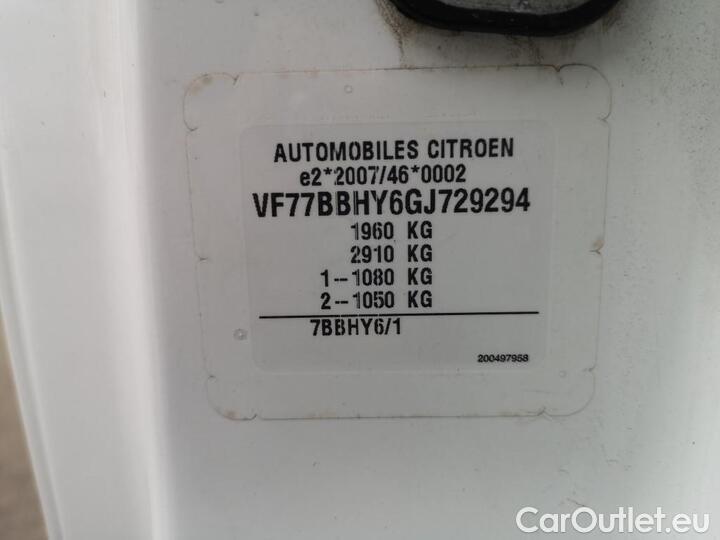 AUTOMOBILES CITROEN
e2*2007/46*0002
VF77BBHY6GJ729294
1960 KG
2910 KG
1--1080 KG
2--1050 KG
7BBHY6/1
200497958
CarOutlet.eu